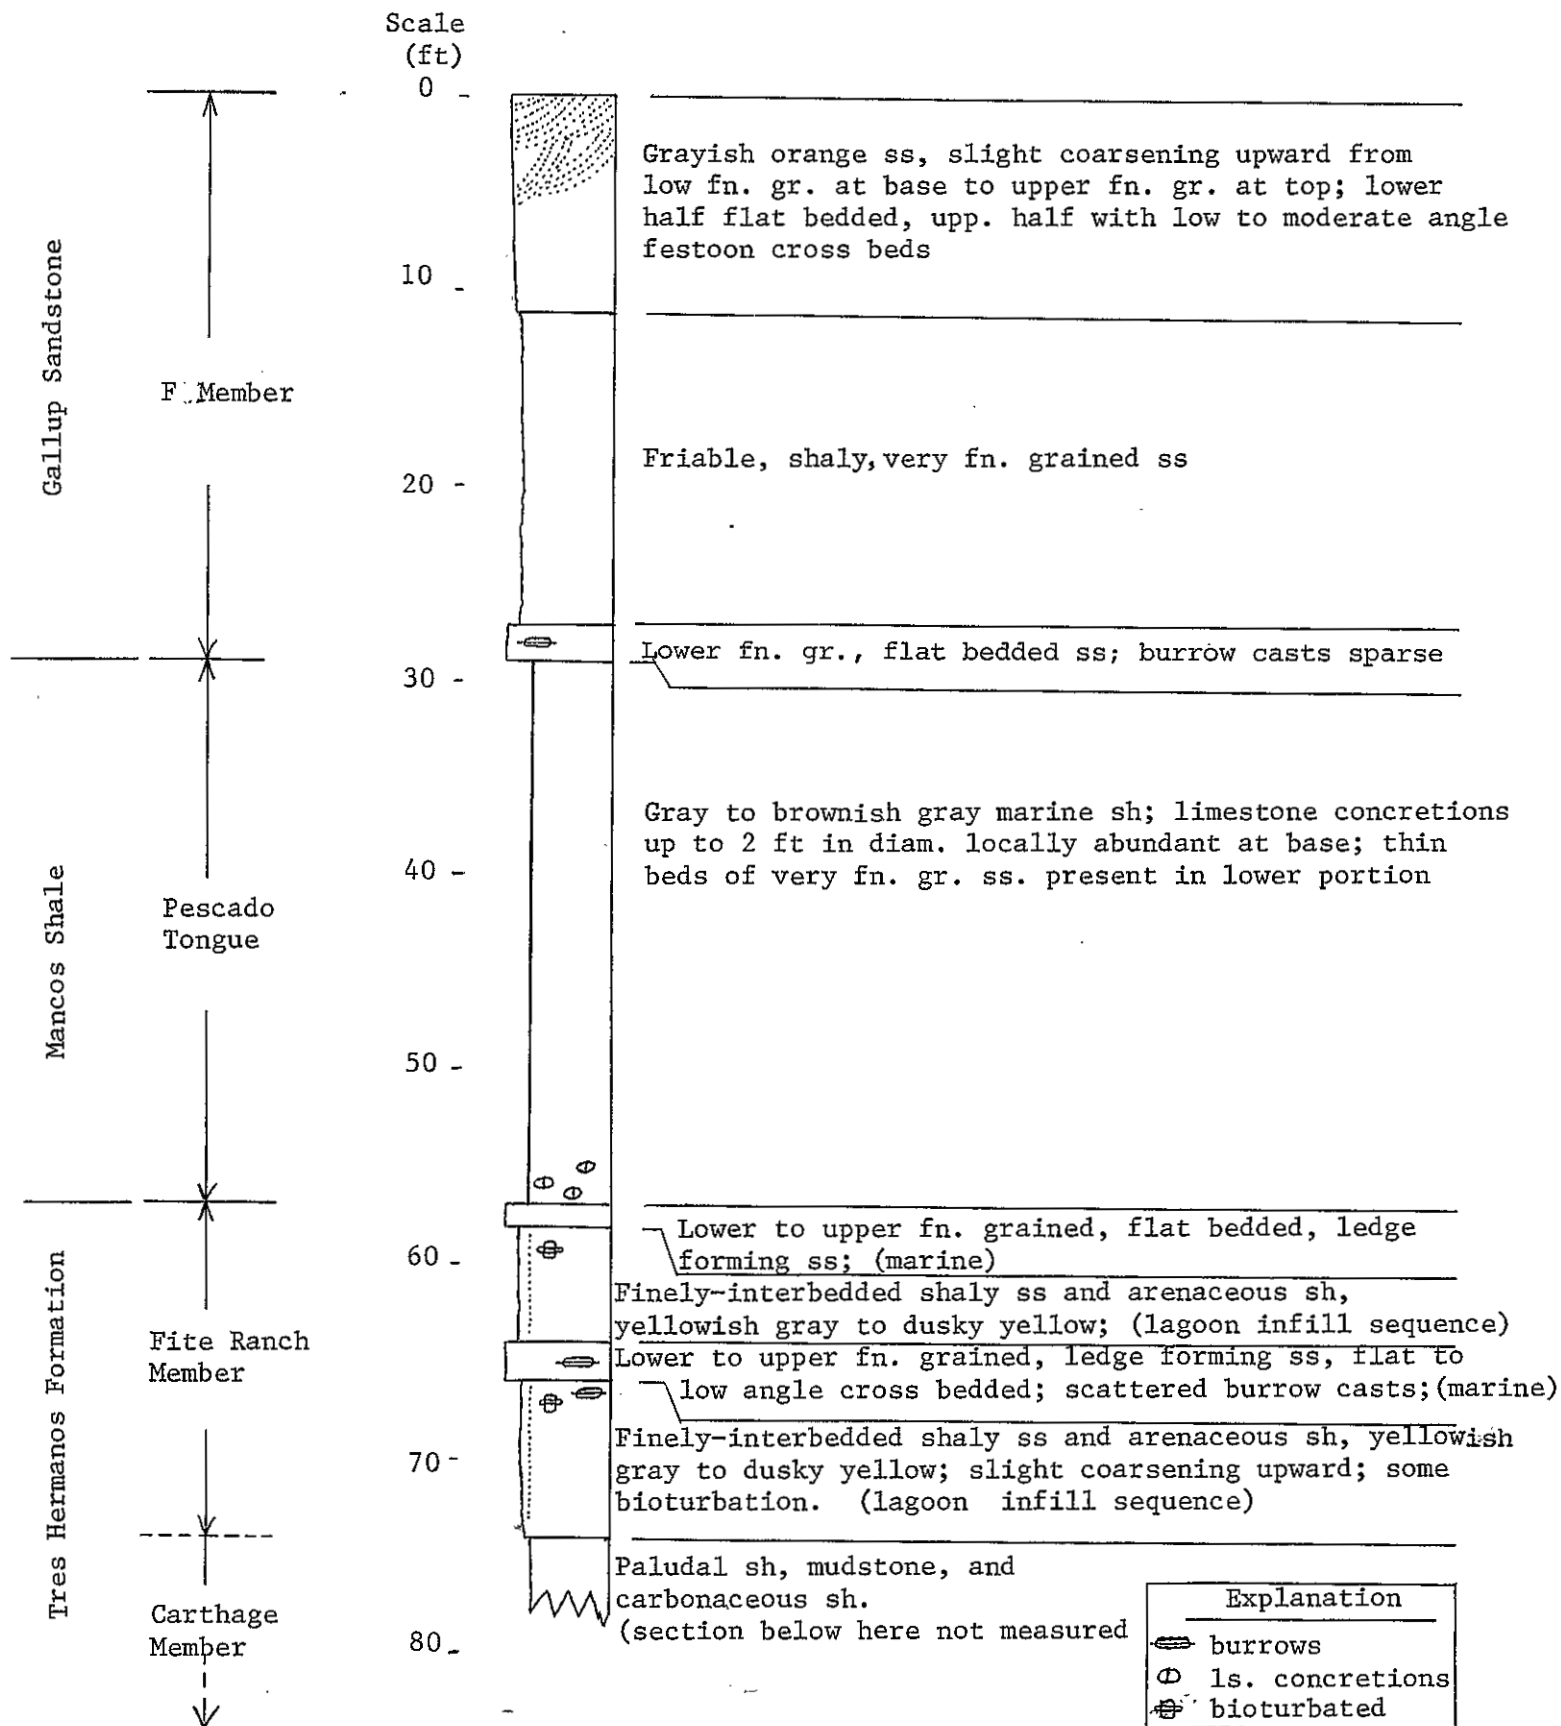 Scale
(ft)
0
10
20
30
40
50
60
70
80
Gallup Sandstone
F Member
Mancos Shale
Pescado
Tongue
Tres Hermanos Formation
Fite Ranch
Member
Carthage
Member
Grayish orange ss, slight coarsening upward from
low fn. gr. at base to upper fn. gr. at top; lower
half flat bedded, upp. half with low to moderate angle
festoon cross beds
Friable, shaly, very fn. grained ss
Lower fn. gr., flat bedded ss; burrow casts sparse
Gray to brownish gray marine sh; limestone concretions
up to 2 ft in diam. locally abundant at base; thin
beds of very fn. gr. ss. present in lower portion
Lower to upper fn. grained, flat bedded, ledge
forming ss; (marine)
Finely-interbedded shaly ss and arenaceous sh,
yellowish gray to dusky yellow; (lagoon infill sequence)
Lower to upper fn. grained, ledge forming ss, flat to
low angle cross bedded; scattered burrow casts; (marine)
Finely-interbedded shaly ss and arenaceous sh, yellowish
gray to dusky yellow; slight coarsening upward; some
bioturbation. (lagoon infill sequence)
Paludal sh, mudstone, and
carbonaceous sh.
(section below here not measured
Explanation
burrows
ls. concretions
bioturbated